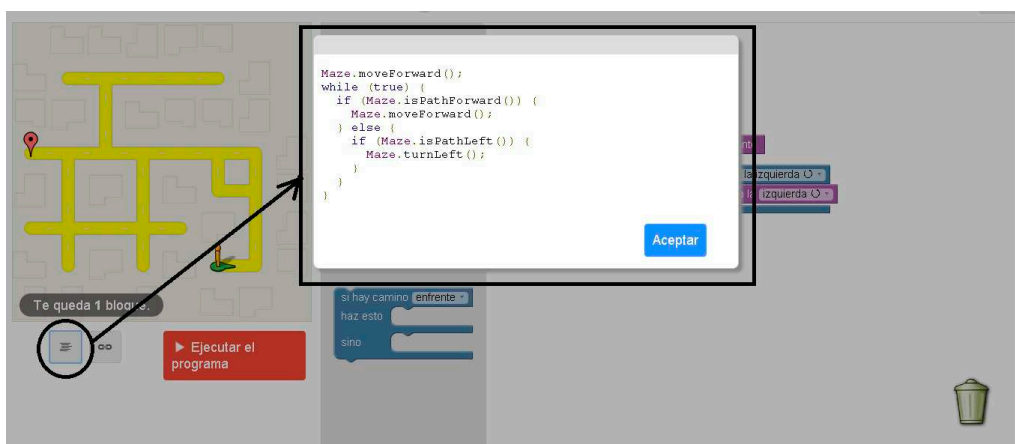 Maze.moveForward();
while (true) {
  if (Maze.isPathForward()) {
    Maze.moveForward();
  } else {
    if (Maze.isPathLeft()) {
      Maze.turnLeft();
    }
  }
}
Aceptar
la izquierda
izquierda
Te queda 1 bloque.
Ejecutar el
programa
si hay camino enfrente
haz esto
sino